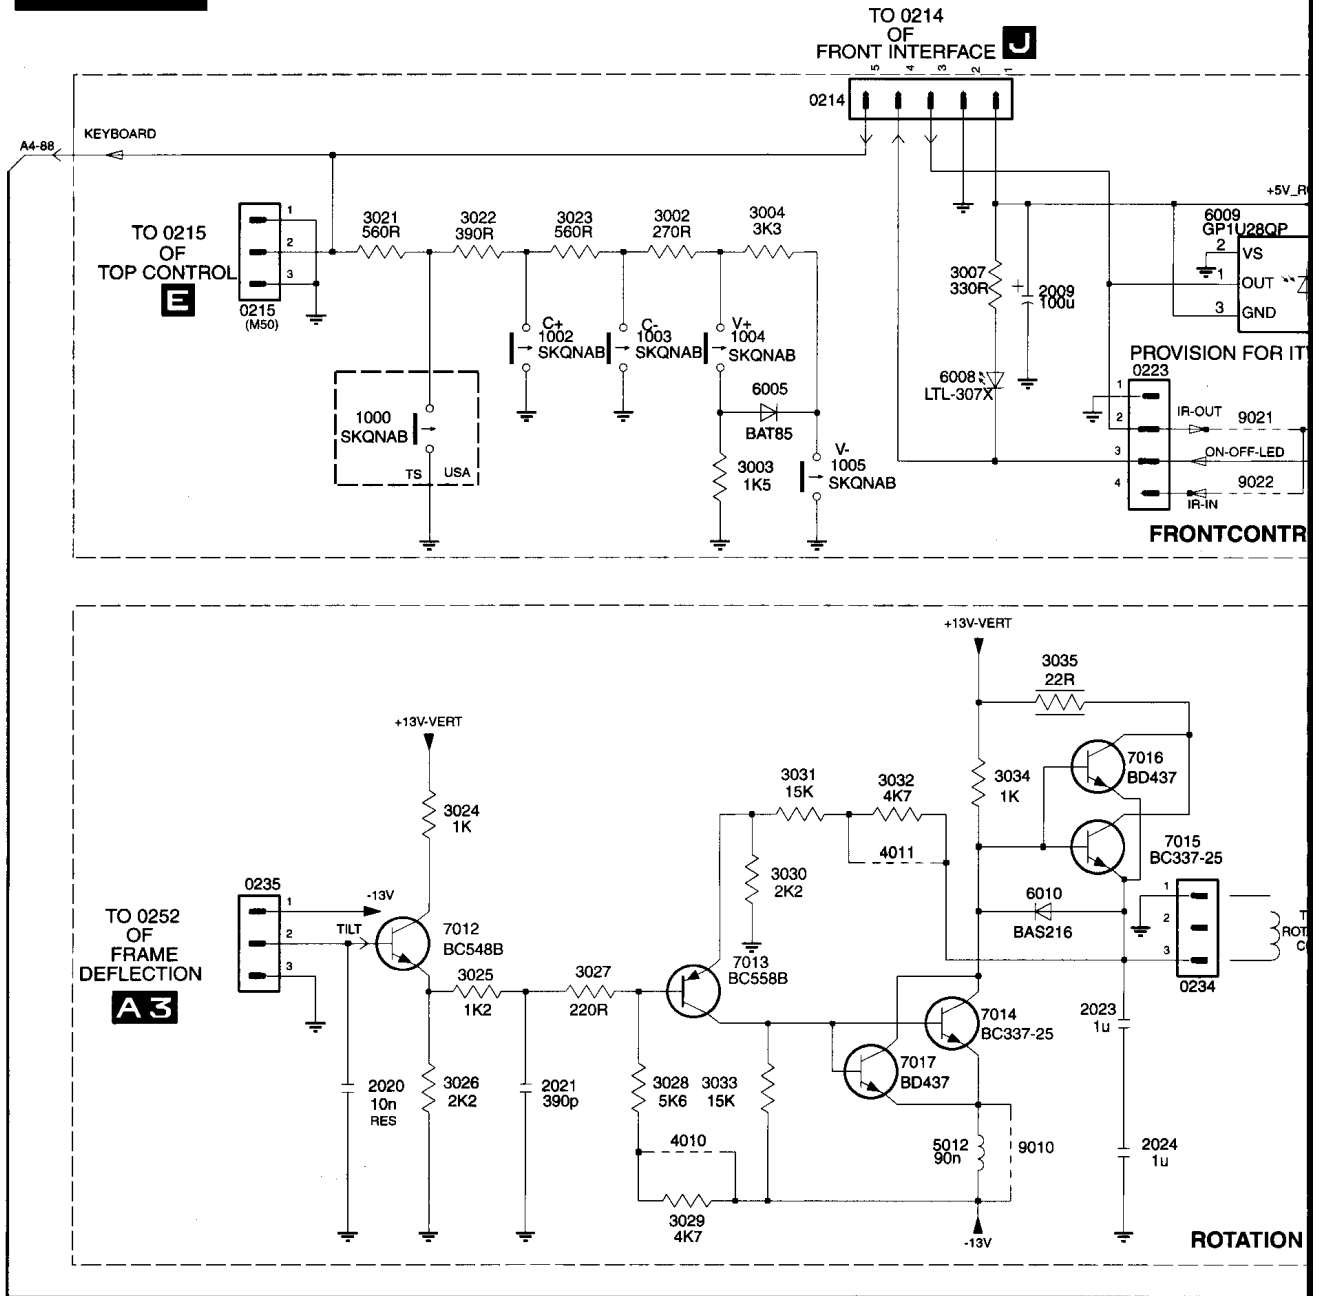 TO 0214
OF
FRONT INTERFACE J
5 4 3 2 1
0214
KEYBOARD
A4-88
+5V_R
TO 0215
OF
TOP CONTROL
E
1
2
3
0215
(M50)
3021
560R
3022
390R
3023
560R
3002
270R
3004
3K3
6009
GP1U28QP
2 VS
1 OUT
3 GND
3007
330R
+
2009
100u
C+
1002
SKQNAB
C-
1003
SKQNAB
V+
1004
SKQNAB
PROVISION FOR IT
0223
6008
LTL-307X
6005
BAT85
1000
SKQNAB
TS USA
1
2
3
4
IR-OUT
9021
ON-OFF-LED
9022
IR-IN
V-
1005
SKQNAB
3003
1K5
FRONTCONTR
+13V-VERT
3035
22R
+13V-VERT
7016
BD437
3031
15K
3032
4K7
3034
1K
3024
1K
4011
7015
BC337-25
3030
2K2
0235
1
2
3
-13V
TILT
TO 0252
OF
FRAME
DEFLECTION
A3
7012
BC548B
6010
BAS216
1
2
3
0234
T
ROT
C
7013
BC558B
3025
1K2
3027
220R
7014
BC337-25
2023
1u
7017
BD437
2020
10n
RES
3026
2K2
2021
390p
3028
5K6
3033
15K
4010
5012
90n
9010
2024
1u
3029
4K7
-13V
ROTATION